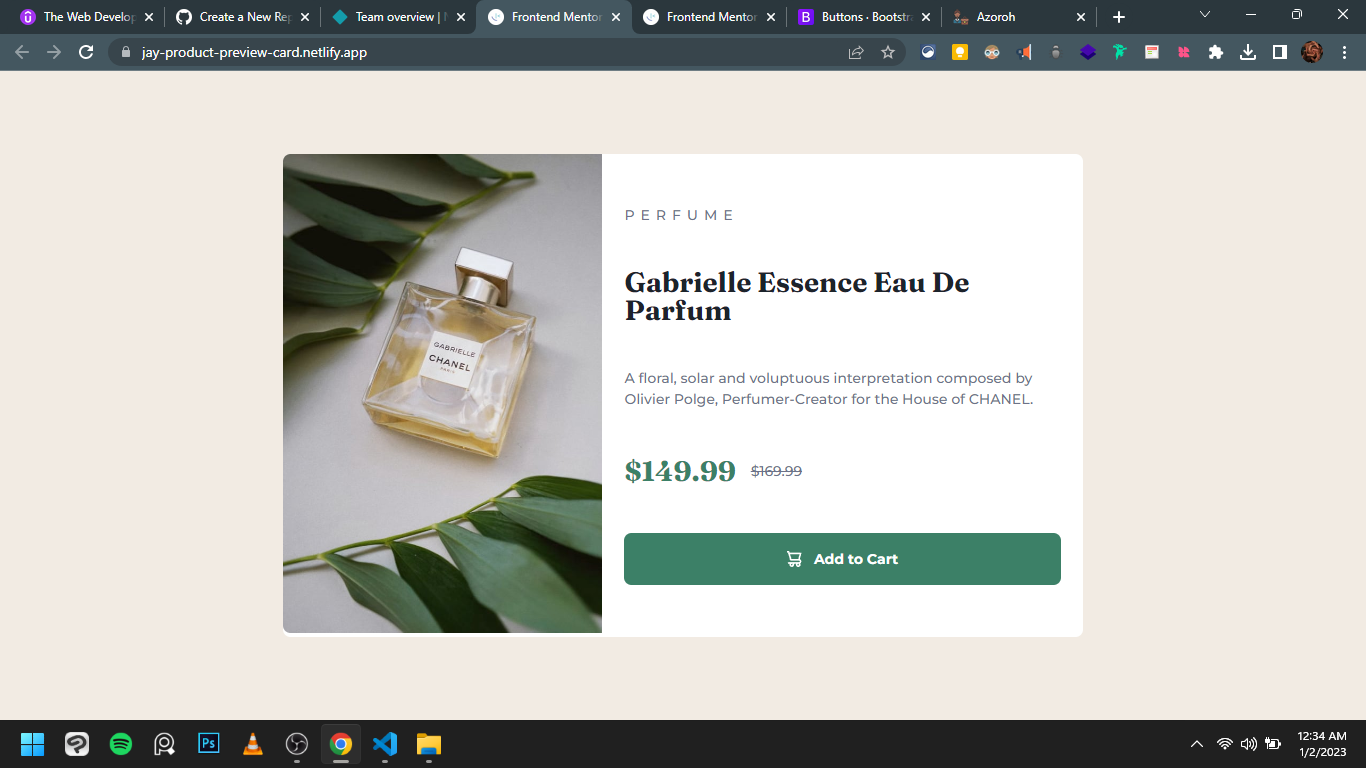 The Web Develop
Create a New Rep
Team overview |
Frontend Mentor
Frontend Mentor
Buttons · Bootstra
Azoroh
jay-product-preview-card.netlify.app
GABRIELLE
CHANEL
PARIS
PERFUME
Gabrielle Essence Eau De
Parfum
A floral, solar and voluptuous interpretation composed by
Olivier Polge, Perfumer-Creator for the House of CHANEL.
$149.99 $169.99
Add to Cart
Ps
12:34 AM
1/2/2023